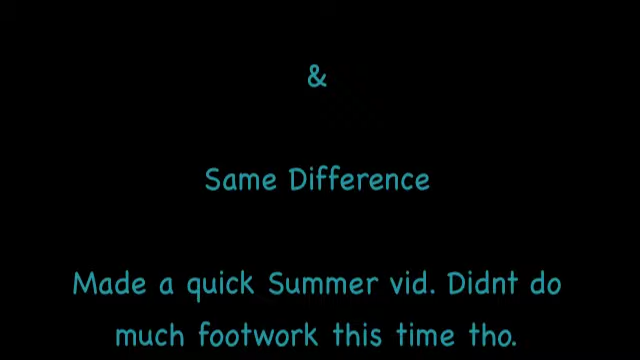 &
Same Difference
Made a quick Summer vid. Didnt do
much footwork this time tho.